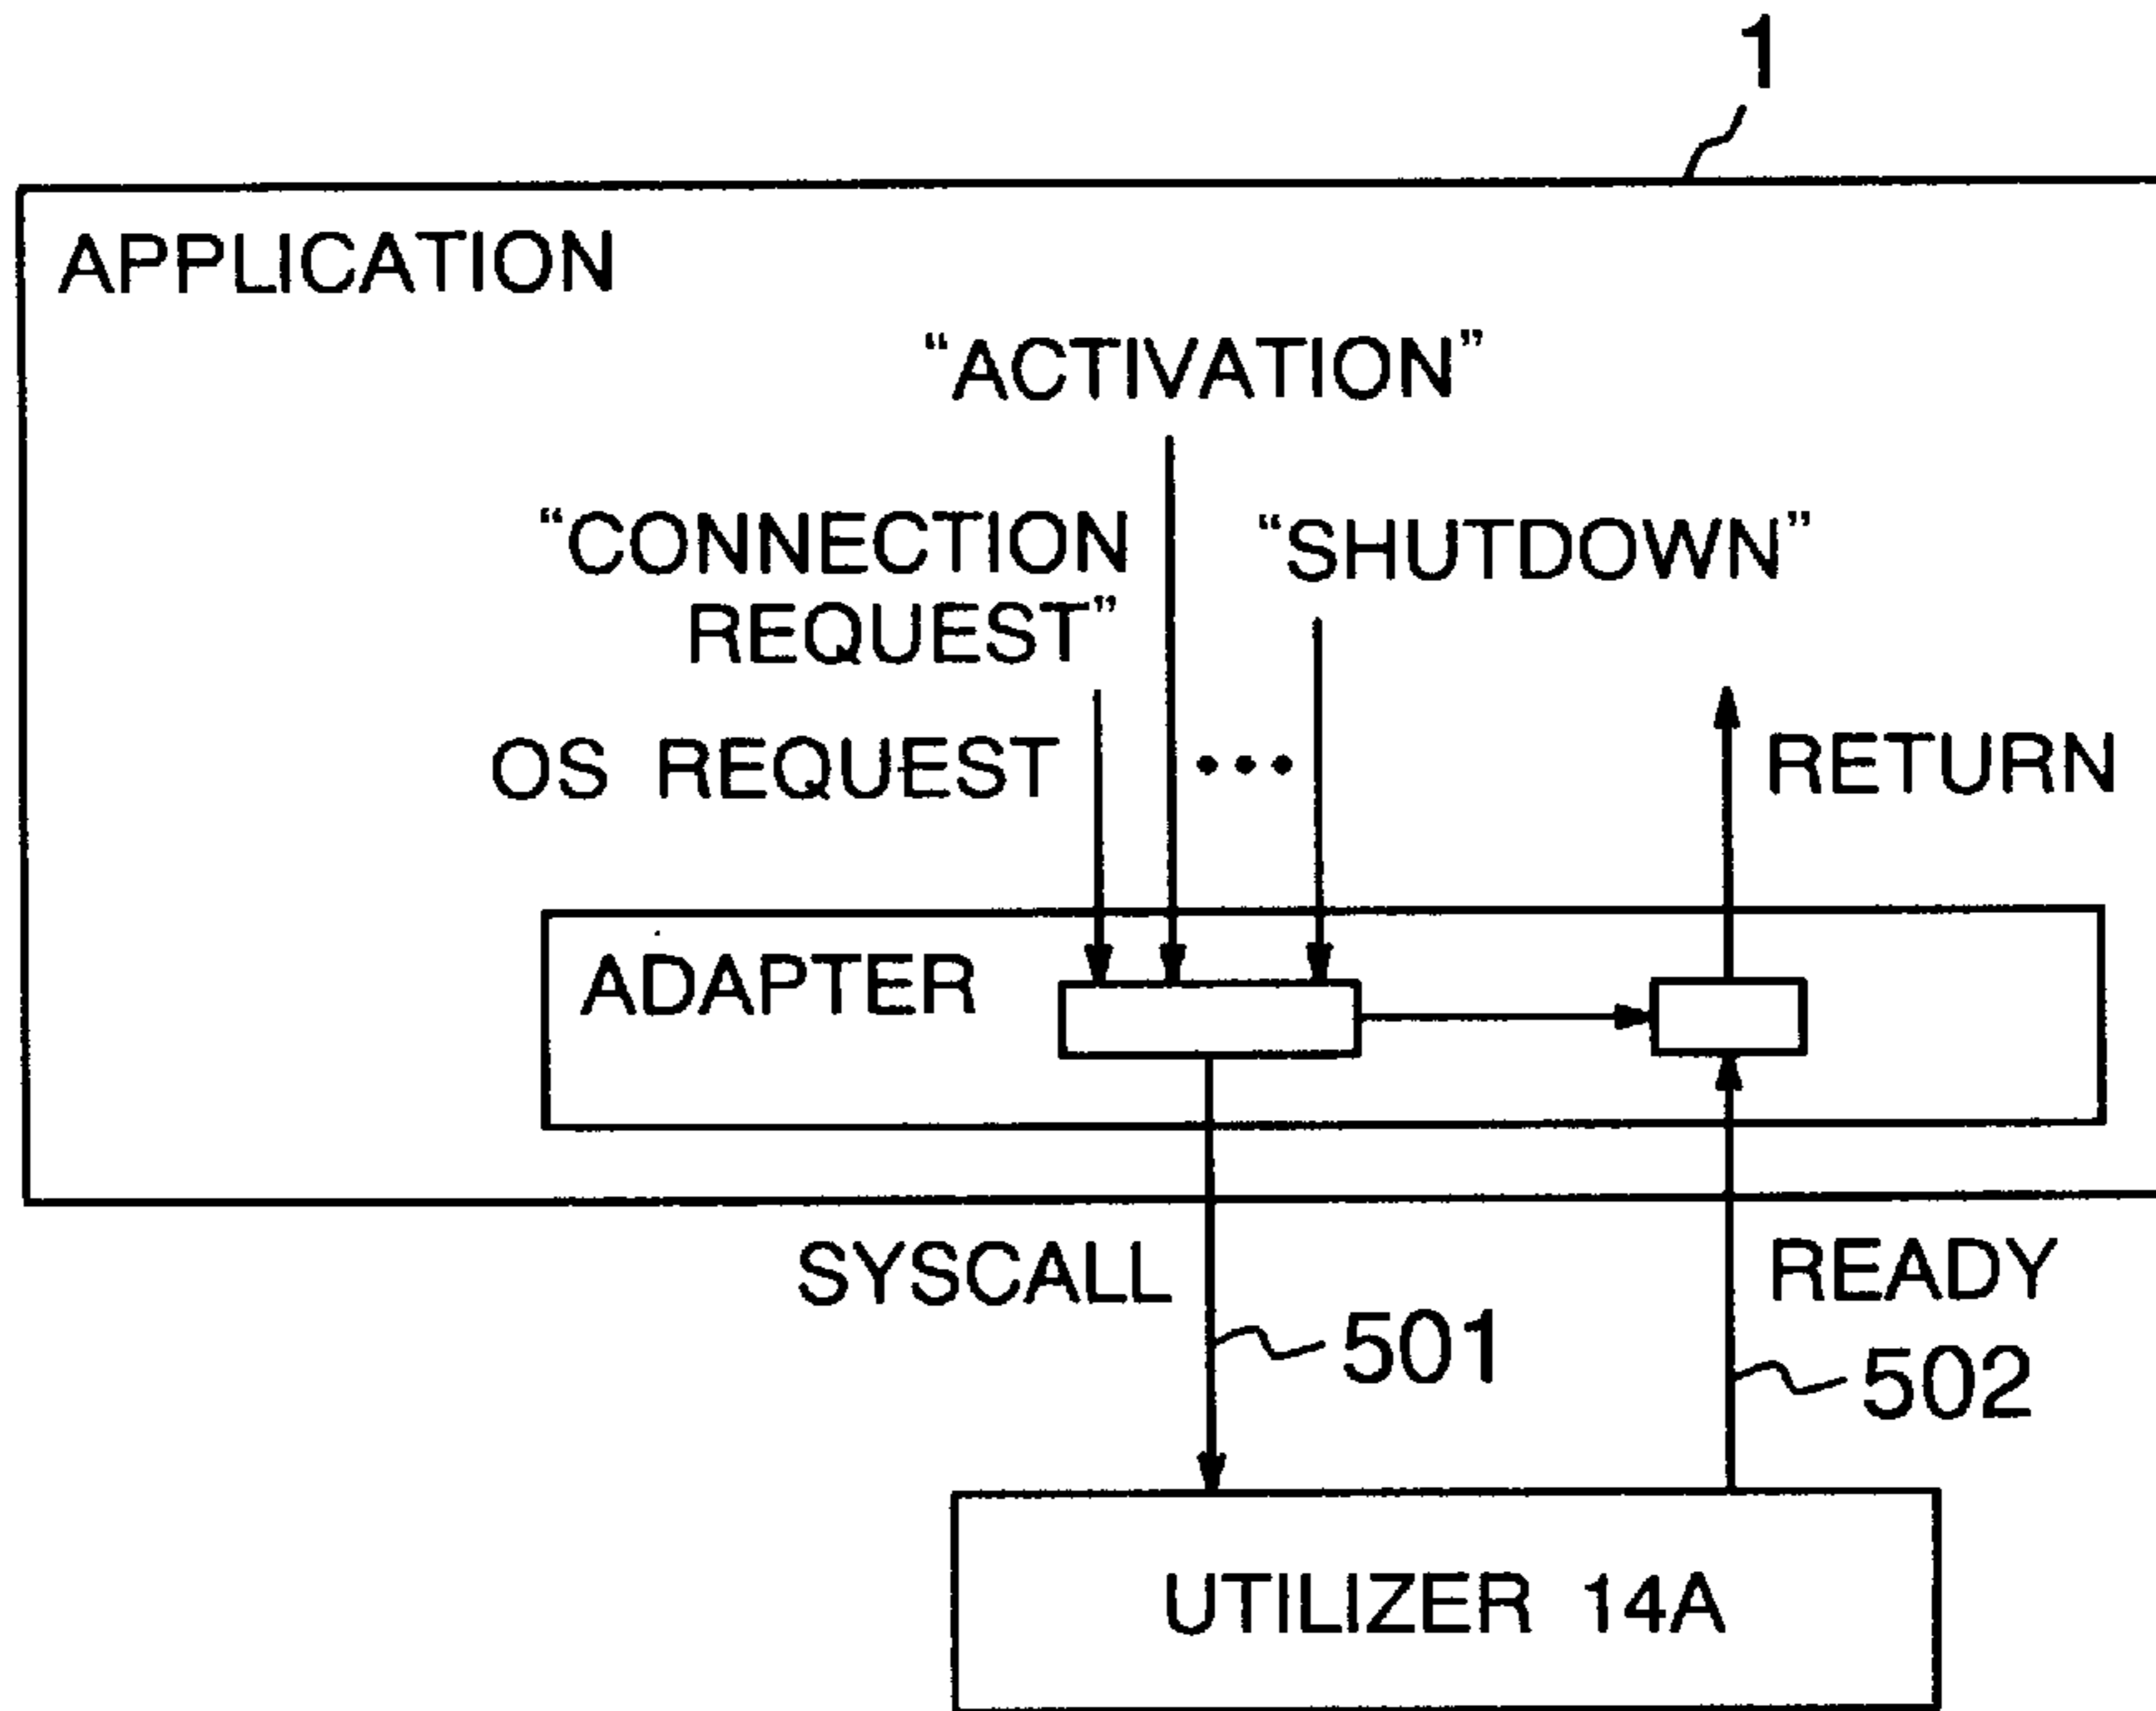 1
APPLICATION
“ACTIVATION”
“CONNECTION
REQUEST”
“SHUTDOWN”
OS REQUEST
•••
RETURN
ADAPTER
SYSCALL
READY
501
502
UTILIZER 14A